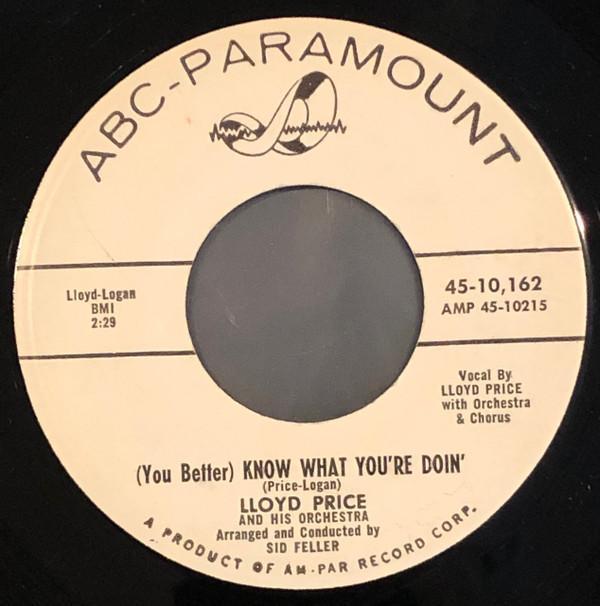 ABC-PARAMOUNT
Lloyd-Logan
BMI
2:29
45-10,162
AMP 45-10215
Vocal By
LLOYD PRICE
with Orchestra
& Chorus
(You Better) KNOW WHAT YOU'RE DOIN'
(Price-Logan)
LLOYD PRICE
AND HIS ORCHESTRA
Arranged and Conducted by
SID FELLER
A PRODUCT OF AM-PAR RECORD CORP.